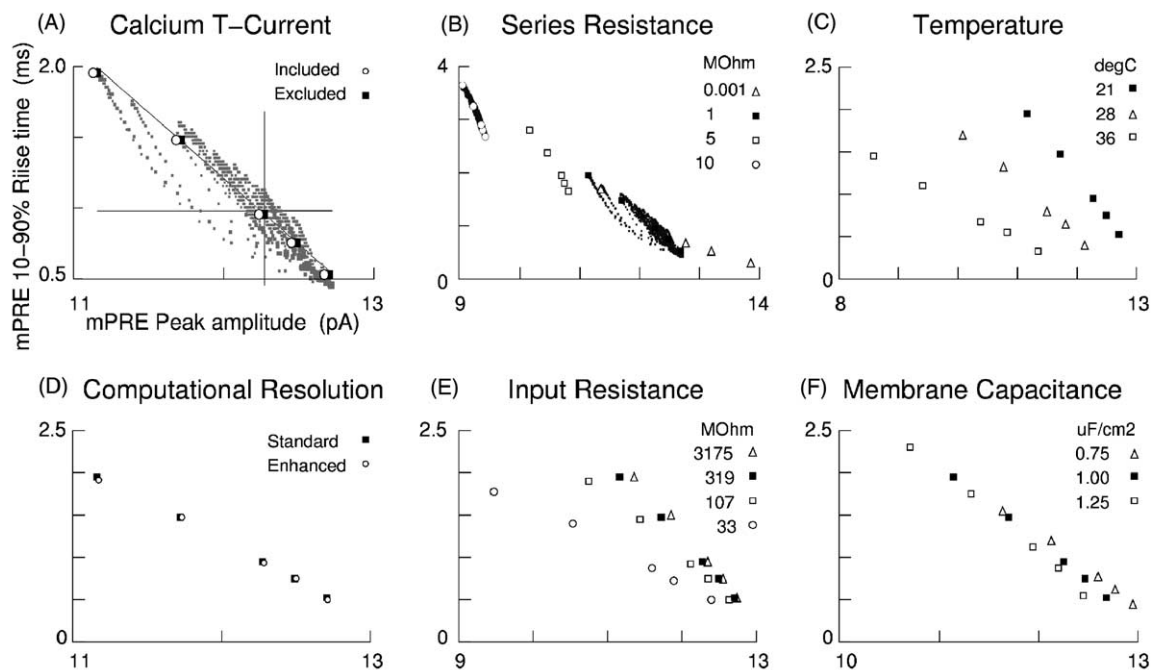 (A) Calcium T−Current
mPRE 10−90% Riise time (ms)
2.0
Included
Excluded
0.5
11
13
mPRE Peak amplitude (pA)
(B) Series Resistance
MOhm
4
0.001
1
5
10
0
9
14
(C) Temperature
2.5
degC
21
28
36
0
8
13
(D) Computational Resolution
2.5
Standard
Enhanced
0
11
13
(E) Input Resistance
2.5
MOhm
3175
319
107
33
0
9
13
(F) Membrane Capacitance
2.5
uF/cm2
0.75
1.00
1.25
0
10
13